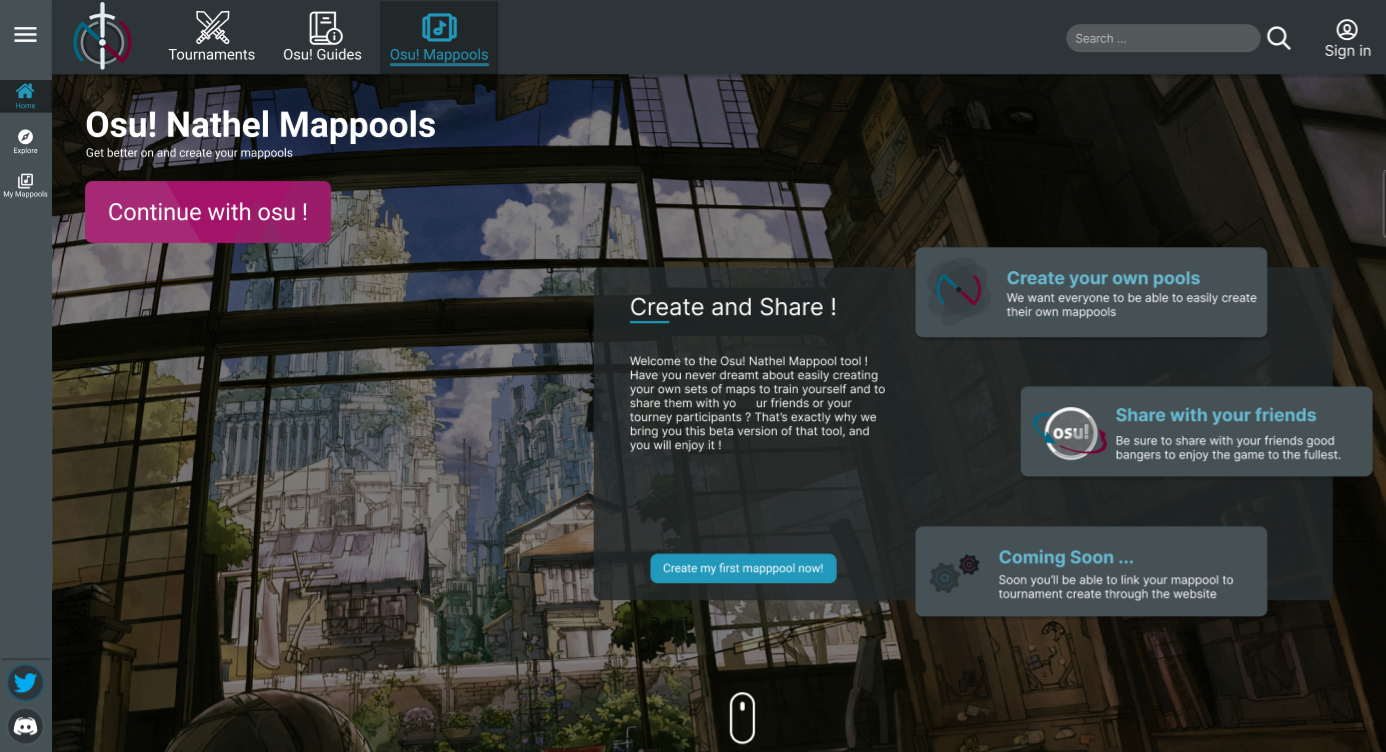 Tournaments
Osu! Guides
Osu! Mappools
Search ...
Sign in
Home
Explore
My Mappools
Osu! Nathel Mappools
Get better on and create your mappools
Continue with osu !
Create and Share !
Welcome to the Osu! Nathel Mappool tool !
Have you never dreamt about easily creating
your own sets of maps to train yourself and to
share them with yo ur friends or your
tourney participants ? That's exactly why we
bring you this beta version of that tool, and
you will enjoy it !
Create my first mapppool now!
Create your own pools
We want everyone to be able to easily create
their own mappools
osu!
Share with your friends
Be sure to share with your friends good
bangers to enjoy the game to the fullest.
Coming Soon ...
Soon you'll be able to link your mappool to
tournament create through the website